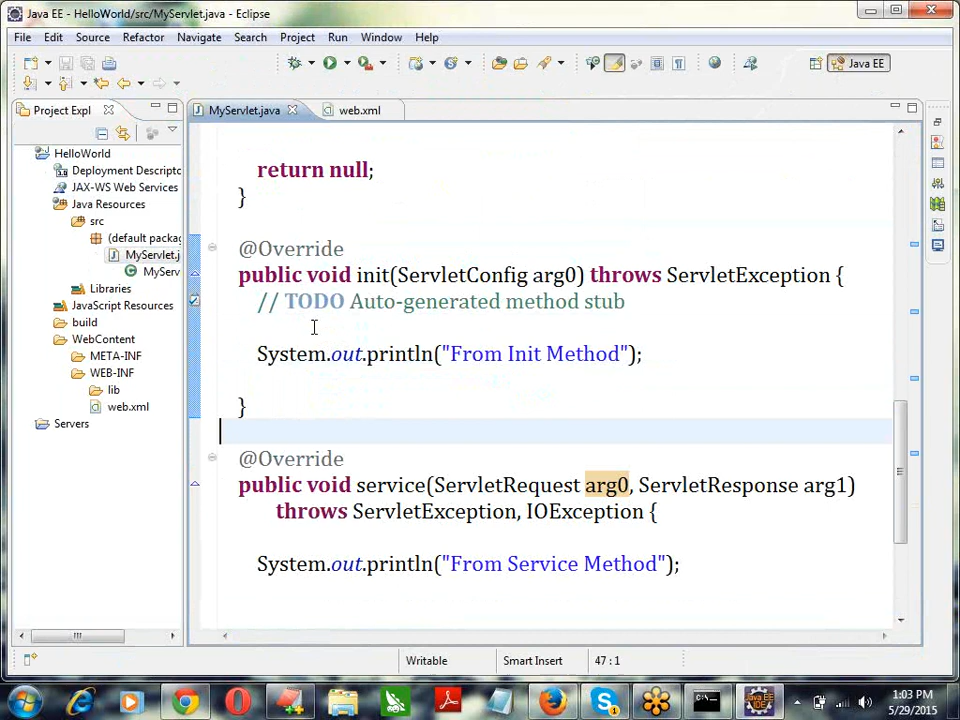 Java EE - HelloWorld/src/MyServlet.java - Eclipse
File Edit Source Refactor Navigate Search Project Run Window Help
Java EE
Project Expl
MyServlet.java
web.xml
HelloWorld
Deployment Descripto
JAX-WS Web Services
Java Resources
src
(default packag
MyServlet.j
MyServ
Libraries
JavaScript Resources
build
WebContent
META-INF
WEB-INF
lib
web.xml
Servers
return null;
}
@Override
public void init(ServletConfig arg0) throws ServletException {
// TODO Auto-generated method stub
System.out.println("From Init Method");
}
@Override
public void service(ServletRequest arg0, ServletResponse arg1)
throws ServletException, IOException {
System.out.println("From Service Method");
Writable
Smart Insert
47 : 1
1:03 PM
5/29/2015